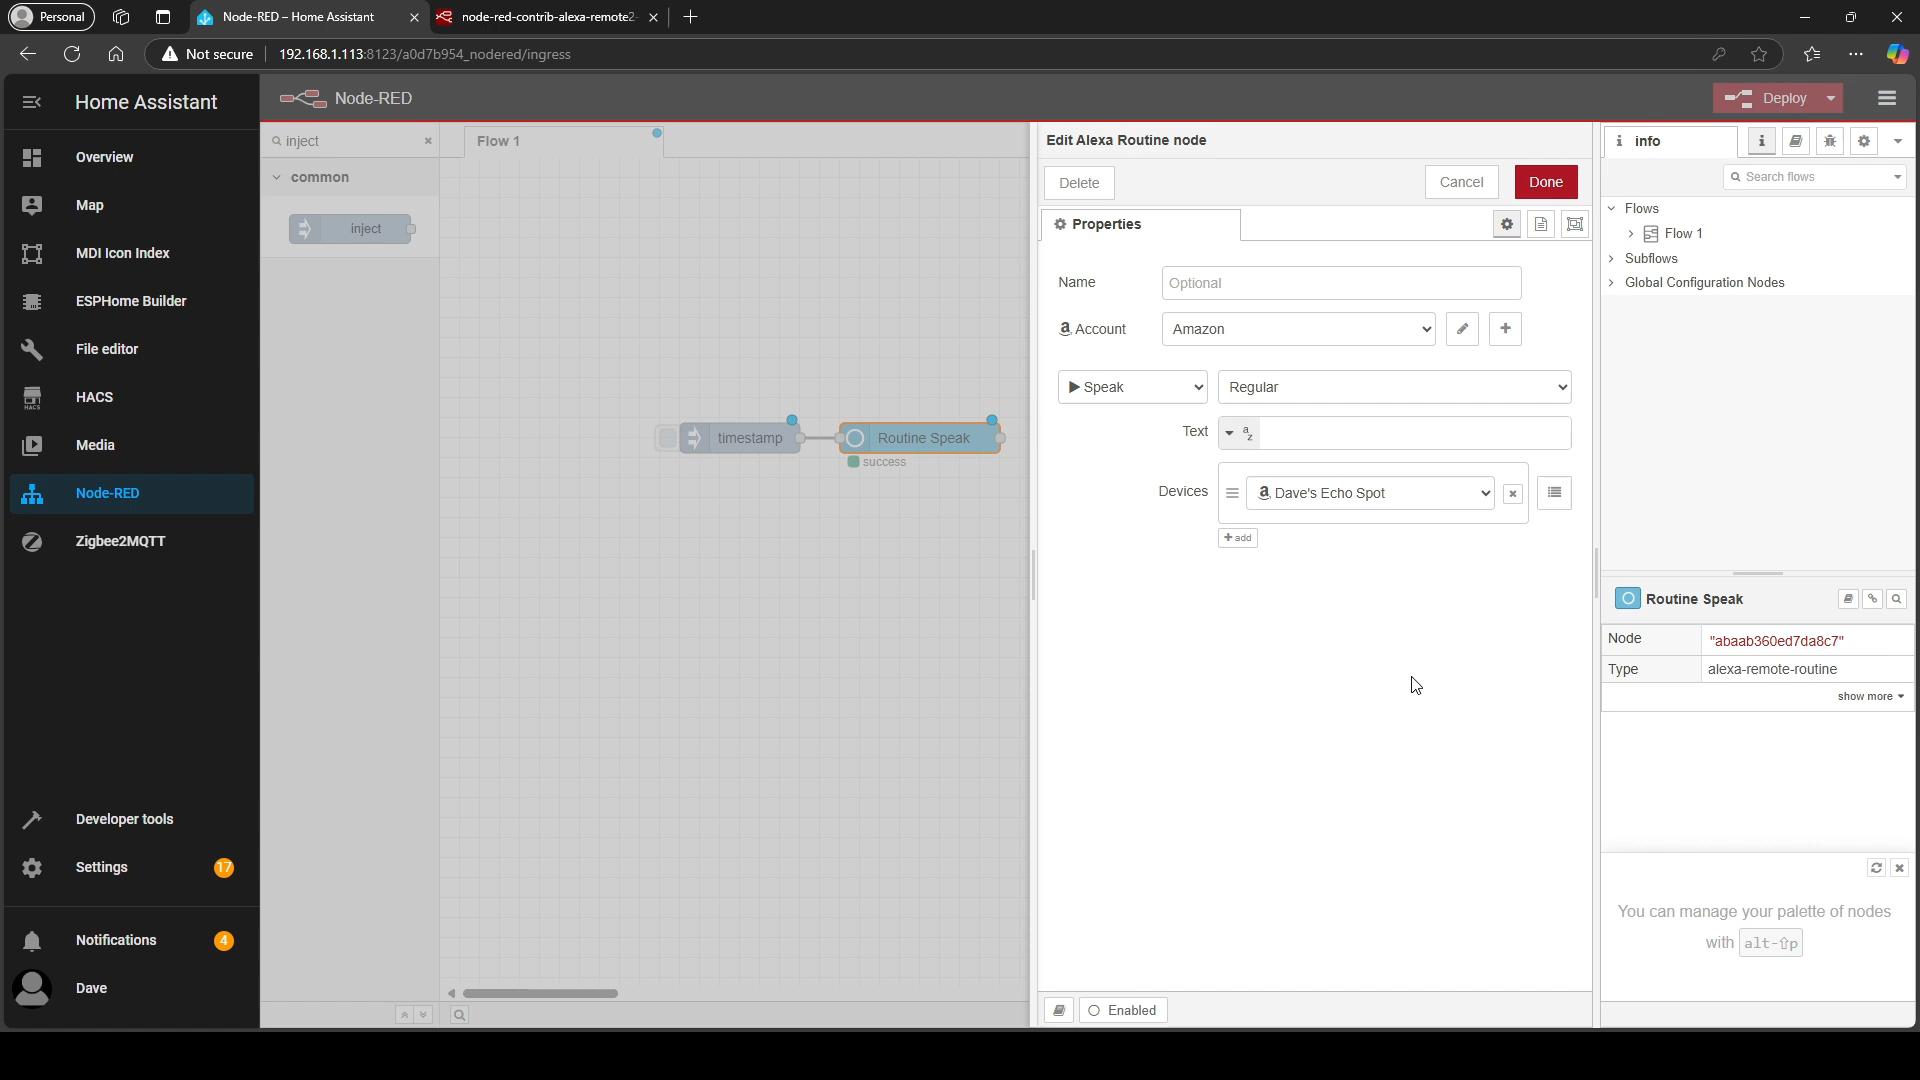 Personal
Node-RED – Home Assistant
node-red-contrib-alexa-remote2-
Not secure
192.168.1.113:8123/a0d7b954_nodered/ingress
Home Assistant
Overview
Map
MDI Icon Index
ESPHome Builder
File editor
HACS
HACS
Media
Node-RED
Zigbee2MQTT
Developer tools
Settings
17
Notifications
4
Dave
Node-RED
Deploy
inject
common
inject
Flow 1
timestamp
Routine Speak
success
Edit Alexa Routine node
Delete
Cancel
Done
Properties
Name
Optional
a Account
Amazon
Speak
Regular
Text
a
z
Devices
a Dave's Echo Spot
add
Enabled
i info
i
Search flows
Flows
Flow 1
Subflows
Global Configuration Nodes
Routine Speak
Node
"abaab360ed7da8c7"
Type
alexa-remote-routine
show more
You can manage your palette of nodes
with alt-⇧p